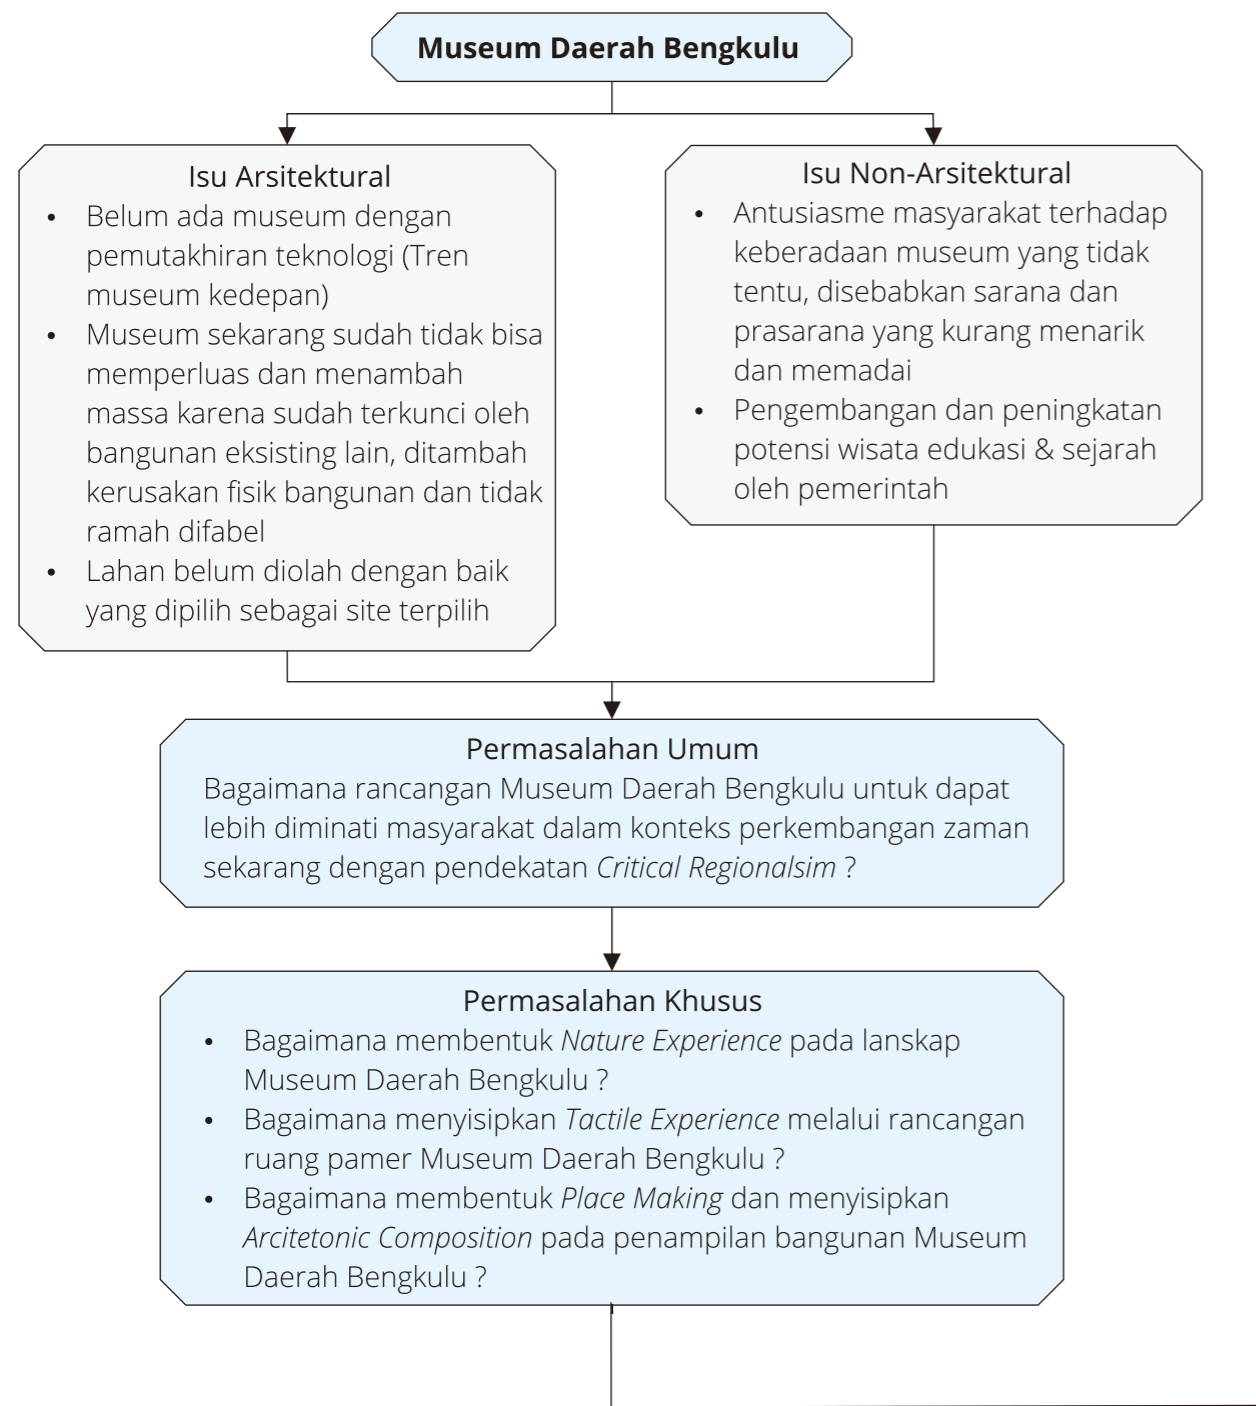 Museum Daerah Bengkulu
Isu Arsitektural
• Belum ada museum dengan
pemutakhiran teknologi (Tren
museum kedepan)
• Museum sekarang sudah tidak bisa
memperluas dan menambah
massa karena sudah terkunci oleh
bangunan eksisting lain, ditambah
kerusakan fisik bangunan dan tidak
ramah difabel
• Lahan belum diolah dengan baik
yang dipilih sebagai site terpilih
Isu Non-Arsitektural
• Antusiasme masyarakat terhadap
keberadaan museum yang tidak
tentu, disebabkan sarana dan
prasarana yang kurang menarik
dan memadai
• Pengembangan dan peningkatan
potensi wisata edukasi & sejarah
oleh pemerintah
Permasalahan Umum
Bagaimana rancangan Museum Daerah Bengkulu untuk dapat
lebih diminati masyarakat dalam konteks perkembangan zaman
sekarang dengan pendekatan Critical Regionalsim ?
Permasalahan Khusus
• Bagaimana membentuk Nature Experience pada lanskap
Museum Daerah Bengkulu ?
• Bagaimana menyisipkan Tactile Experience melalui rancangan
ruang pamer Museum Daerah Bengkulu ?
• Bagaimana membentuk Place Making dan menyisipkan
Arcitetonic Composition pada penampilan bangunan Museum
Daerah Bengkulu ?